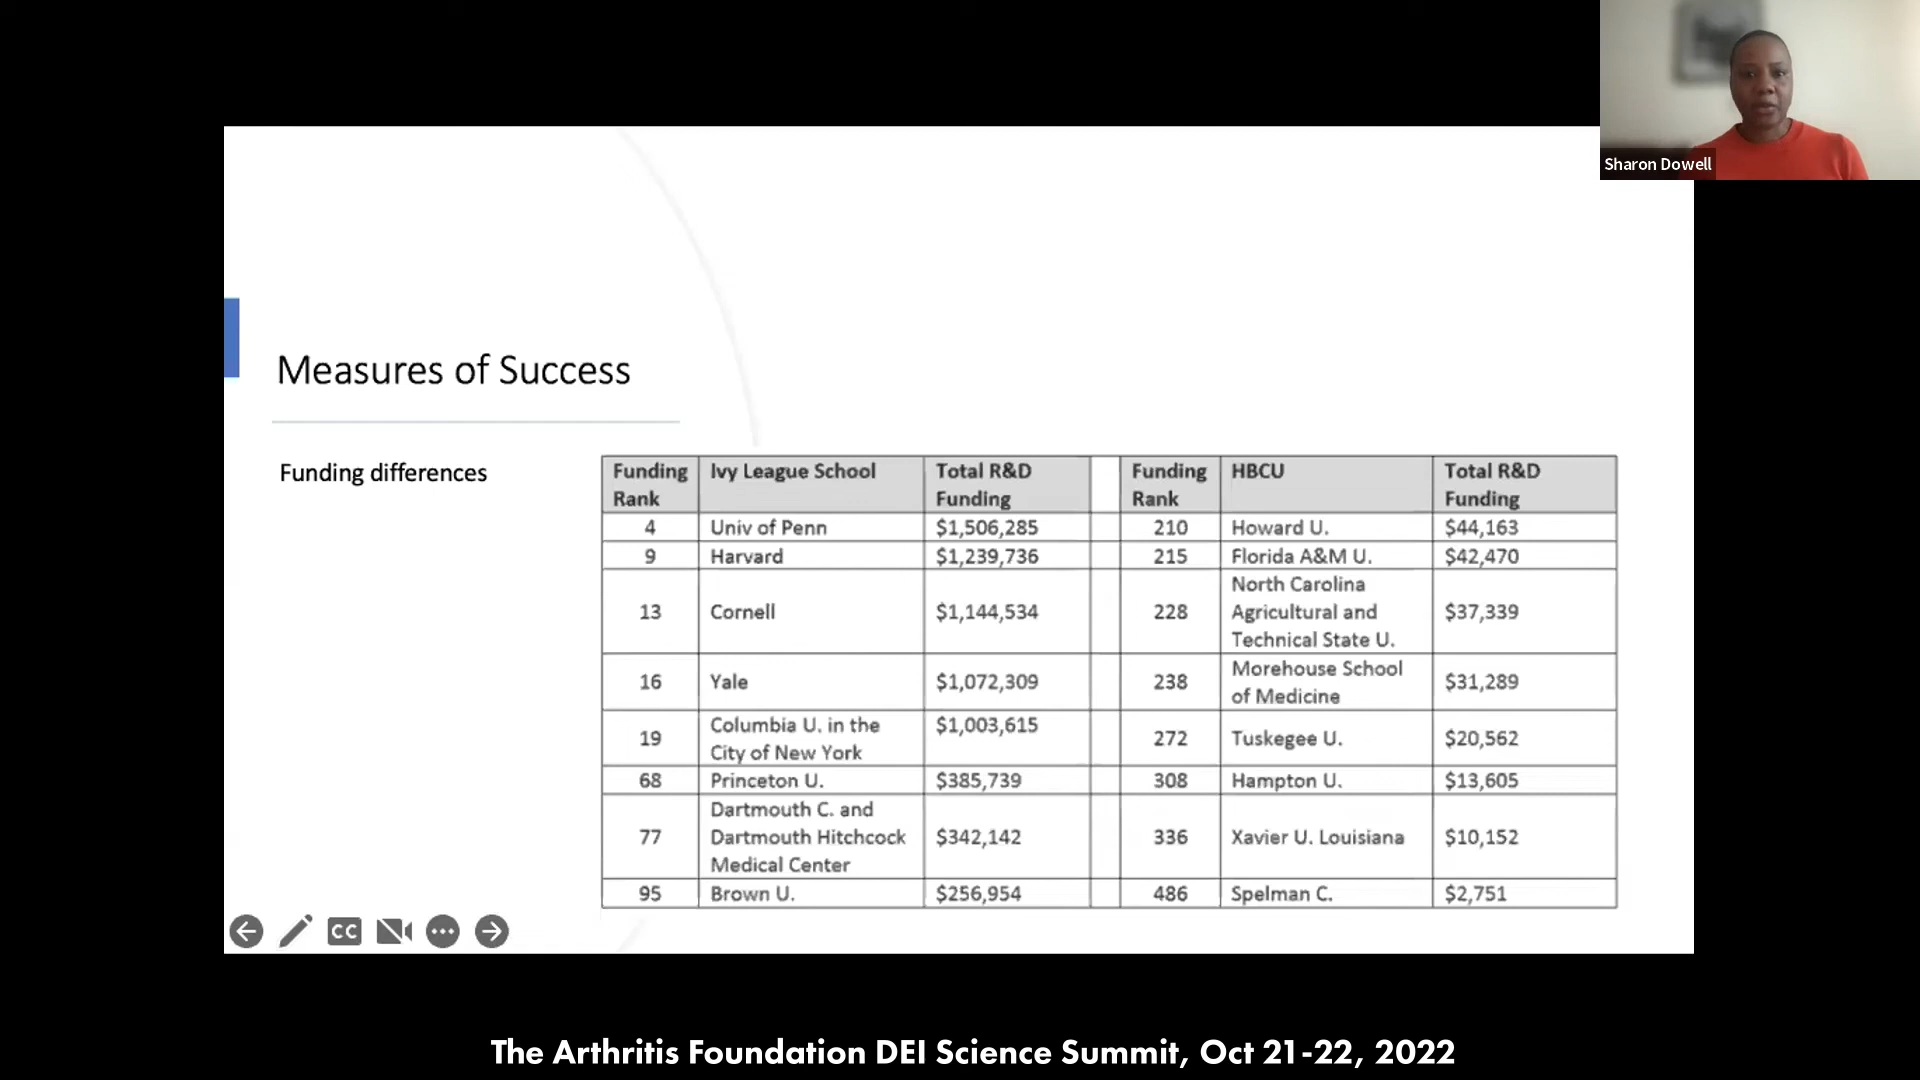 Sharon Dowell
Measures of Success
Funding differences
Funding Rank | Ivy League School | Total R&D Funding | | Funding Rank | HBCU | Total R&D Funding
4 | Univ of Penn | $1,506,285 | | 210 | Howard U. | $44,163
9 | Harvard | $1,239,736 | | 215 | Florida A&M U. | $42,470
13 | Cornell | $1,144,534 | | 228 | North Carolina Agricultural and Technical State U. | $37,339
16 | Yale | $1,072,309 | | 238 | Morehouse School of Medicine | $31,289
19 | Columbia U. in the City of New York | $1,003,615 | | 272 | Tuskegee U. | $20,562
68 | Princeton U. | $385,739 | | 308 | Hampton U. | $13,605
77 | Dartmouth C. and Dartmouth Hitchcock Medical Center | $342,142 | | 336 | Xavier U. Louisiana | $10,152
95 | Brown U. | $256,954 | | 486 | Spelman C. | $2,751
CC
The Arthritis Foundation DEI Science Summit, Oct 21-22, 2022